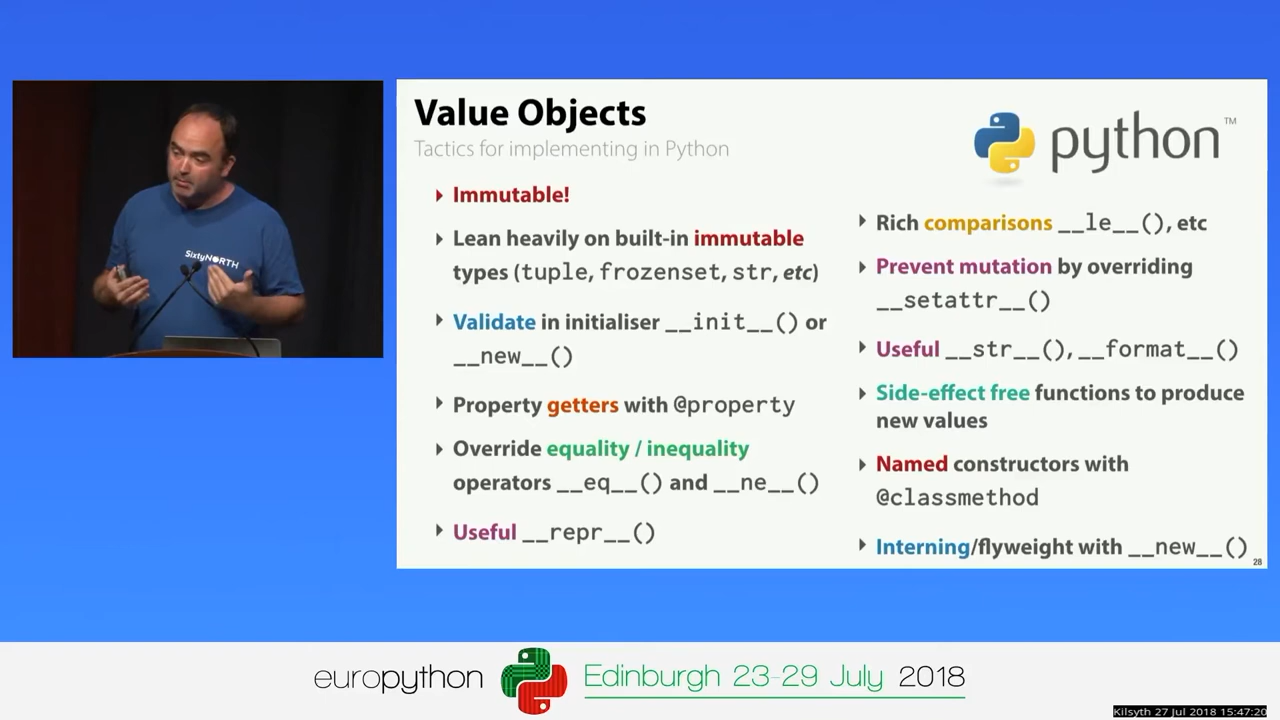 SixtyNORTH
Value Objects
Tactics for implementing in Python
Immutable!
Lean heavily on built-in immutable
types (tuple, frozenset, str, etc)
Validate in initialiser __init__() or
__new__()
Property getters with @property
Override equality / inequality
operators __eq__() and __ne__()
Useful __repr__()
python™
Rich comparisons __le__(), etc
Prevent mutation by overriding
__setattr__()
Useful __str__(), __format__()
Side-effect free functions to produce
new values
Named constructors with
@classmethod
Interning/flyweight with __new__()
28
europython
Edinburgh 23-29 July 2018
Kilsyth 27 Jul 2018 15:47:20